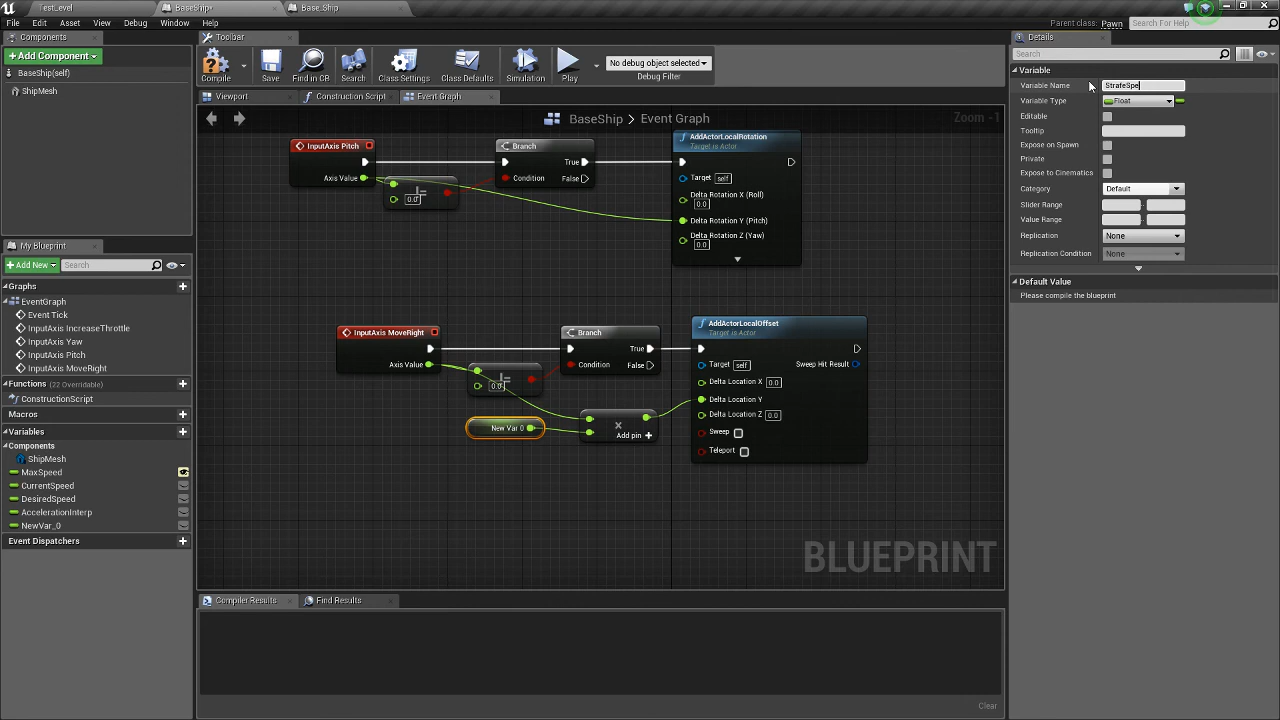 Test_Level
BaseShip*
Base_Ship
File
Edit
Asset
View
Debug
Window
Help
Parent class: Pawn
Search For Help
Components
Add Component
BaseShip(self)
ShipMesh
Toolbar
Compile
Save
Find in CB
Search
Class Settings
Class Defaults
Simulation
Play
No debug object selected
Debug Filter
Viewport
Construction Script
Event Graph
BaseShip > Event Graph
Zoom -1
InputAxis Pitch
Axis Value
!=
0.0
Branch
Condition
True
False
AddActorLocalRotation
Target is Actor
Target self
Delta Rotation X (Roll)
0.0
Delta Rotation Y (Pitch)
Delta Rotation Z (Yaw)
0.0
InputAxis MoveRight
Axis Value
!=
0.0
Branch
Condition
True
False
New Var 0
X
Add pin +
AddActorLocalOffset
Target is Actor
Target self
Sweep Hit Result
Delta Location X 0.0
Delta Location Y
Delta Location Z 0.0
Sweep
Teleport
BLUEPRINT
My Blueprint
Add New
Search
Graphs
EventGraph
Event Tick
InputAxis IncreaseThrottle
InputAxis Yaw
InputAxis Pitch
InputAxis MoveRight
Functions (22 Overridable)
ConstructionScript
Macros
Variables
Components
ShipMesh
MaxSpeed
CurrentSpeed
DesiredSpeed
AccelerationInterp
NewVar_0
Event Dispatchers
Compiler Results
Find Results
Clear
Details
Search
Variable
Variable Name StrafeSpe
Variable Type Float
Editable
Tooltip
Expose on Spawn
Private
Expose to Cinematics
Category Default
Slider Range
Value Range
Replication None
Replication Condition None
Default Value
Please compile the blueprint